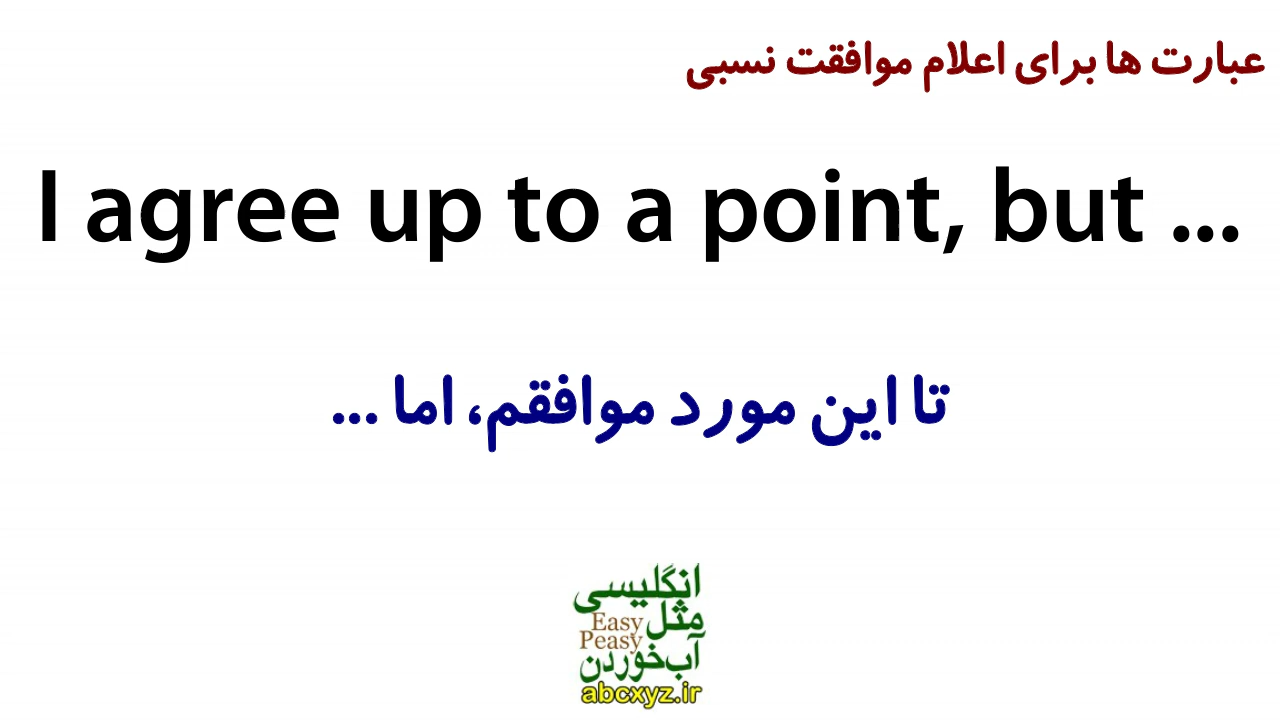 عبارت ها برای اعلام موافقت نسبی
I agree up to a point, but ...
تا این مورد موافقم، اما ...
انگلیسی
مثل
Easy
Peasy
آب‌خوردن
abcxyz.ir